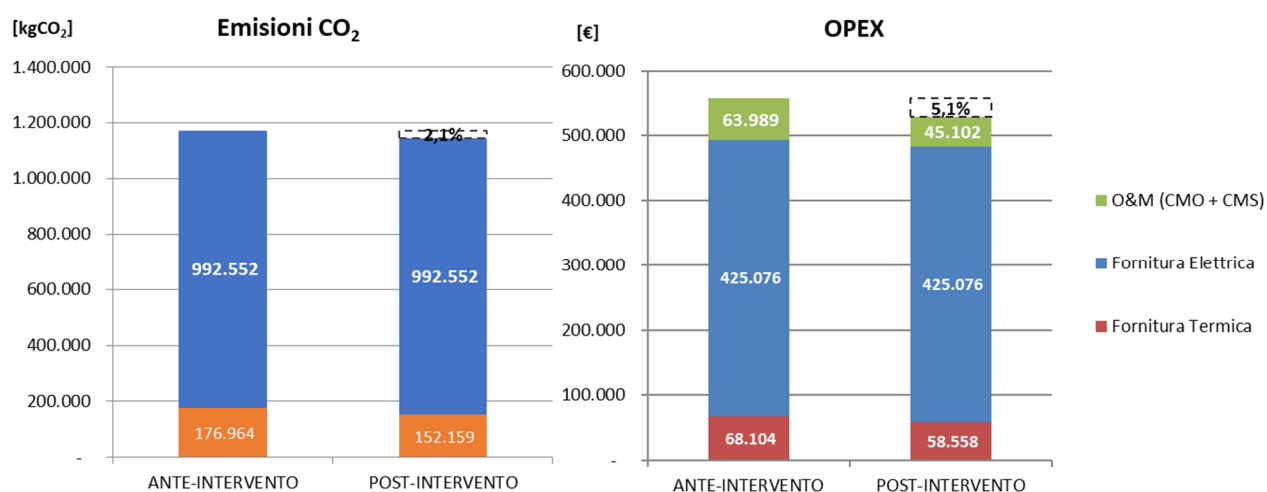 [kgCO₂]
Emisioni CO₂
1.400.000
1.200.000
1.000.000
800.000
600.000
400.000
200.000
-
2,1%
992.552
992.552
176.964
152.159
ANTE-INTERVENTO
POST-INTERVENTO
[€]
OPEX
600.000
500.000
400.000
300.000
200.000
100.000
-
5,1%
63.989
45.102
425.076
425.076
68.104
58.558
ANTE-INTERVENTO
POST-INTERVENTO
O&M (CMO + CMS)
Fornitura Elettrica
Fornitura Termica